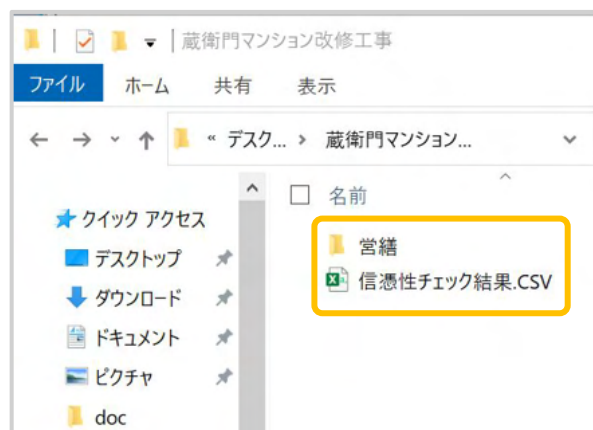 蔵衛門マンション改修工事
ファイル ホーム 共有 表示
« デスク... › 蔵衛門マンション...
名前
クイック アクセス
デスクトップ
ダウンロード
ドキュメント
ピクチャ
doc
営繕
信憑性チェック結果.CSV